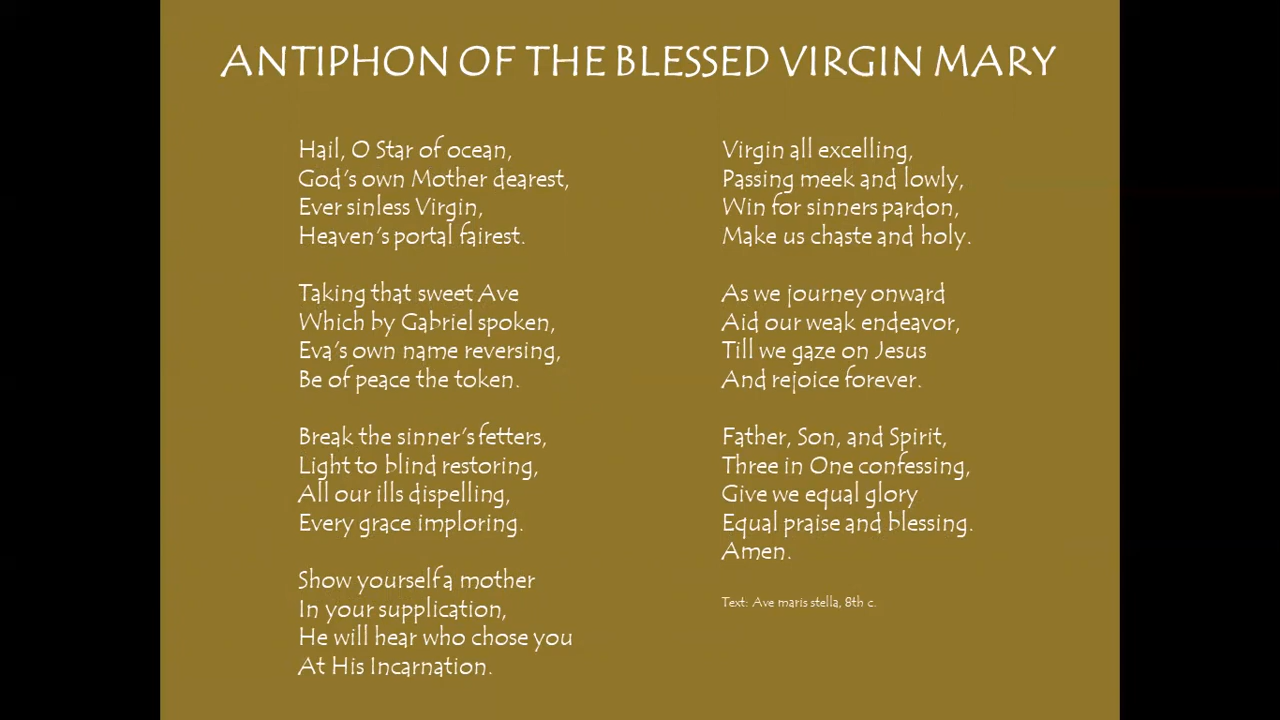 ANTIPHON OF THE BLESSED VIRGIN MARY
Hail, O Star of ocean,
God's own Mother dearest,
Ever sinless Virgin,
Heaven's portal fairest.
Taking that sweet Ave
Which by Gabriel spoken,
Eva's own name reversing,
Be of peace the token.
Break the sinner's fetters,
Light to blind restoring,
All our ills dispelling,
Every grace imploring.
Show yourself a mother
In your supplication,
He will hear who chose you
At His Incarnation.
Virgin all excelling,
Passing meek and lowly,
Win for sinners pardon,
Make us chaste and holy.
As we journey onward
Aid our weak endeavor,
Till we gaze on Jesus
And rejoice forever.
Father, Son, and Spirit,
Three in One confessing,
Give we equal glory
Equal praise and blessing.
Amen.
Text: Ave maris stella, 8th c.